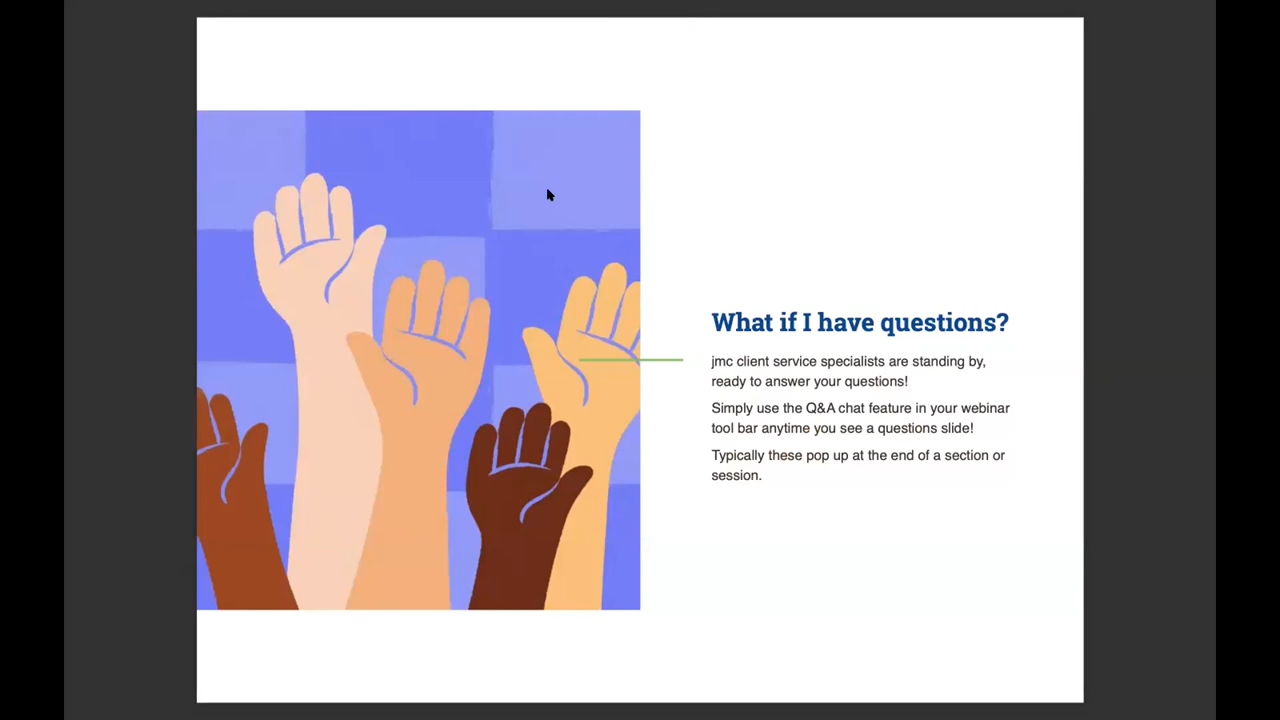 What if I have questions?
jmc client service specialists are standing by,
ready to answer your questions!
Simply use the Q&A chat feature in your webinar
tool bar anytime you see a questions slide!
Typically these pop up at the end of a section or
session.